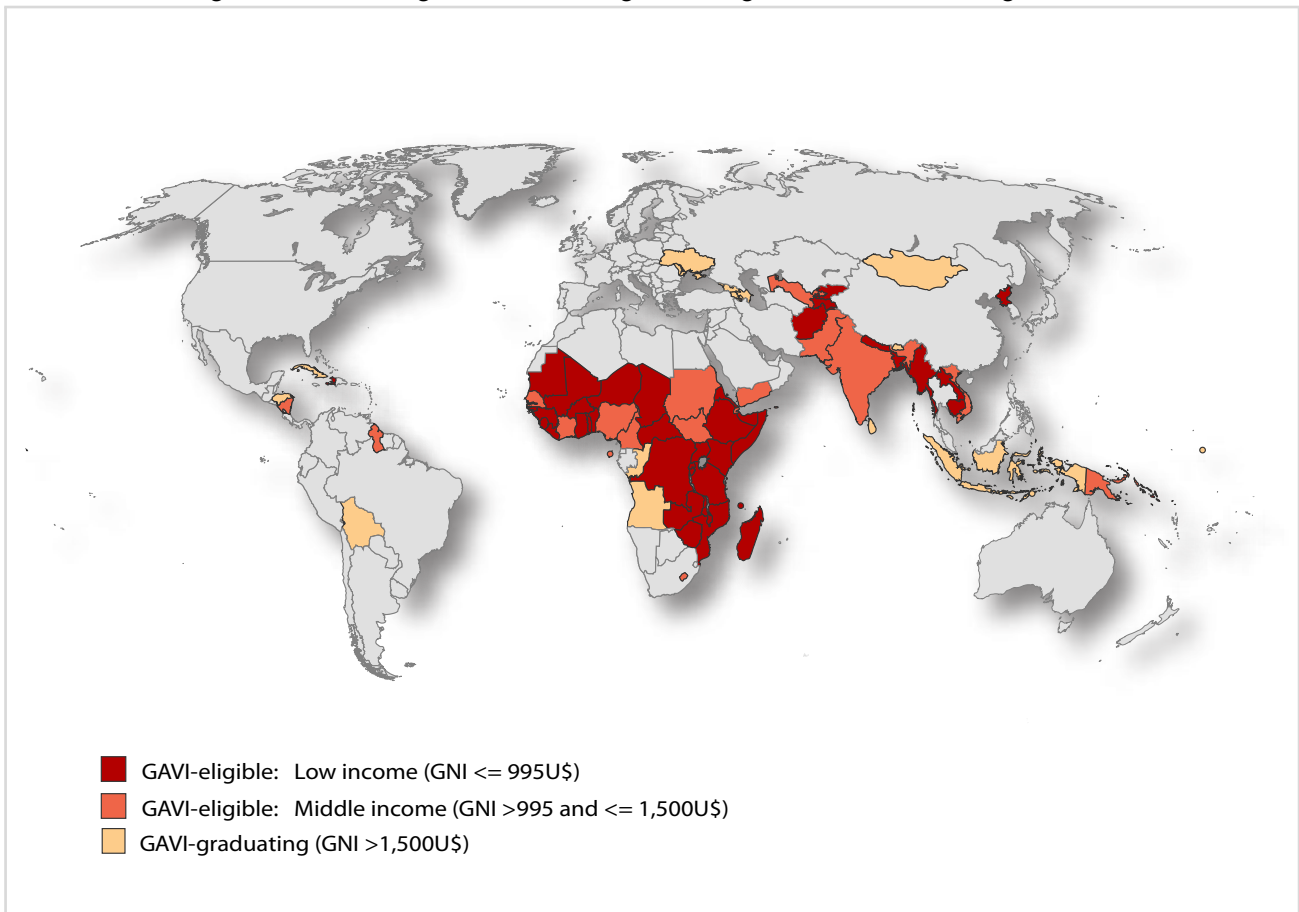 GAVI-eligible: Low income (GNI <= 995U$)
GAVI-eligible: Middle income (GNI >995 and <= 1,500U$)
GAVI-graduating (GNI >1,500U$)